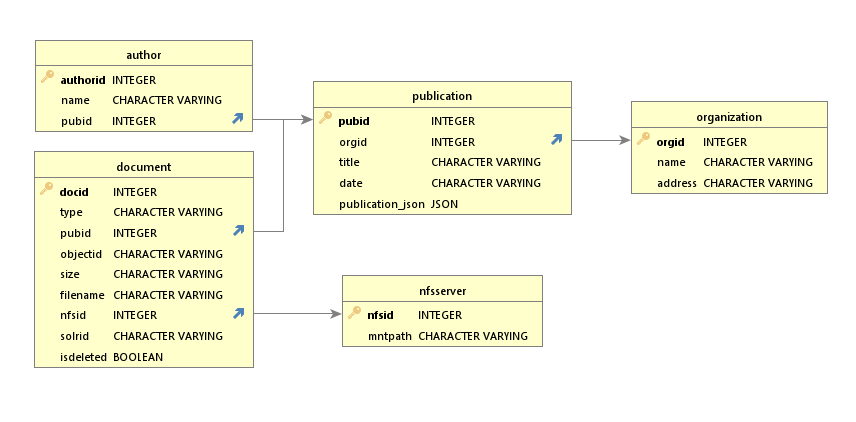 author
authorid INTEGER
name CHARACTER VARYING
pubid INTEGER
document
docid INTEGER
type CHARACTER VARYING
pubid INTEGER
objectid CHARACTER VARYING
size CHARACTER VARYING
filename CHARACTER VARYING
nfsid INTEGER
solrid CHARACTER VARYING
isdeleted BOOLEAN
publication
pubid INTEGER
orgid INTEGER
title CHARACTER VARYING
date CHARACTER VARYING
publication_json JSON
nfsserver
nfsid INTEGER
mntpath CHARACTER VARYING
organization
orgid INTEGER
name CHARACTER VARYING
address CHARACTER VARYING